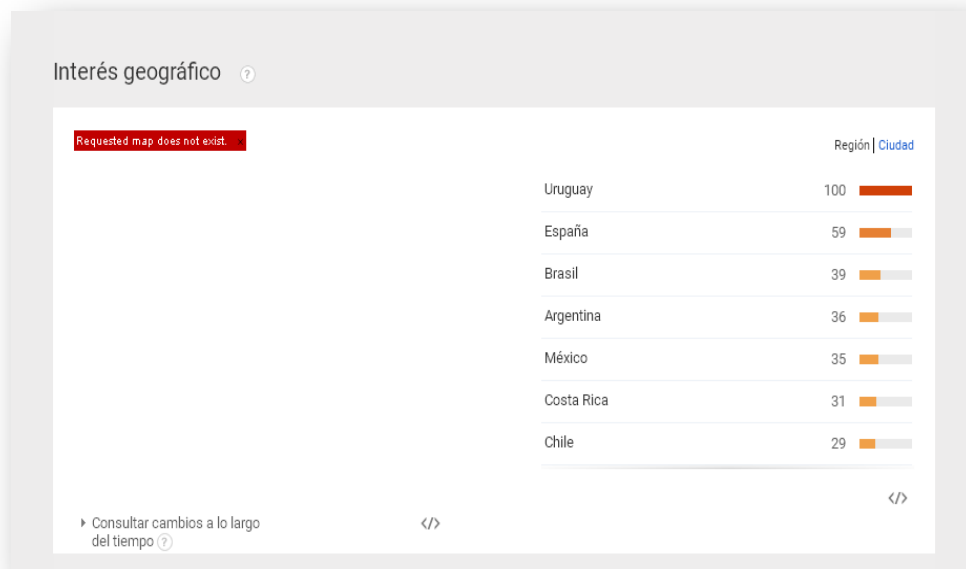 Interés geográfico ?
Requested map does not exist. ×
Región | Ciudad
Uruguay 100
España 59
Brasil 39
Argentina 36
México 35
Costa Rica 31
Chile 29
</>
Consultar cambios a lo largo </>
del tiempo ?